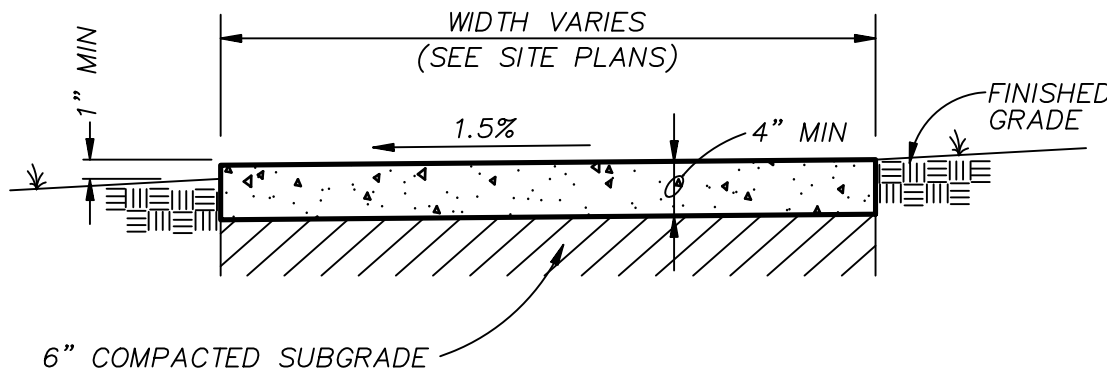 WIDTH VARIES
(SEE SITE PLANS)
1" MIN
1.5%
4" MIN
FINISHED
GRADE
6" COMPACTED SUBGRADE